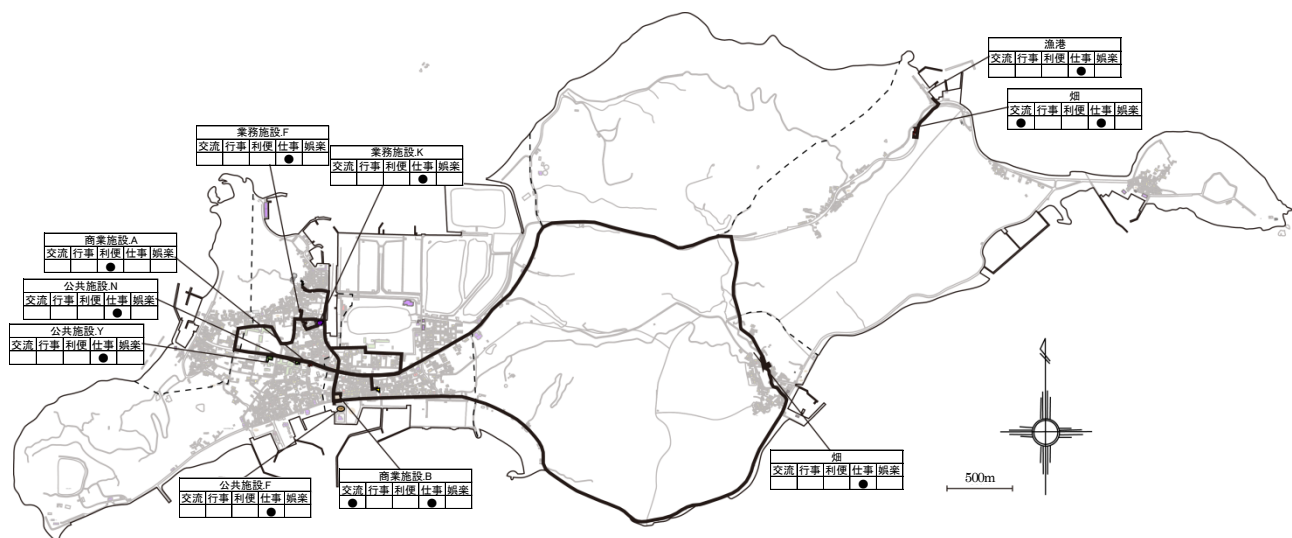 漁港
交流 行事 利便 仕事 娯楽
●
畑
交流 行事 利便 仕事 娯楽
● ●
業務施設.F
交流 行事 利便 仕事 娯楽
●
業務施設.K
交流 行事 利便 仕事 娯楽
●
商業施設.A
交流 行事 利便 仕事 娯楽
●
公共施設.N
交流 行事 利便 仕事 娯楽
●
公共施設.Y
交流 行事 利便 仕事 娯楽
●
公共施設.F
交流 行事 利便 仕事 娯楽
●
商業施設.B
交流 行事 利便 仕事 娯楽
● ●
畑
交流 行事 利便 仕事 娯楽
●
500m